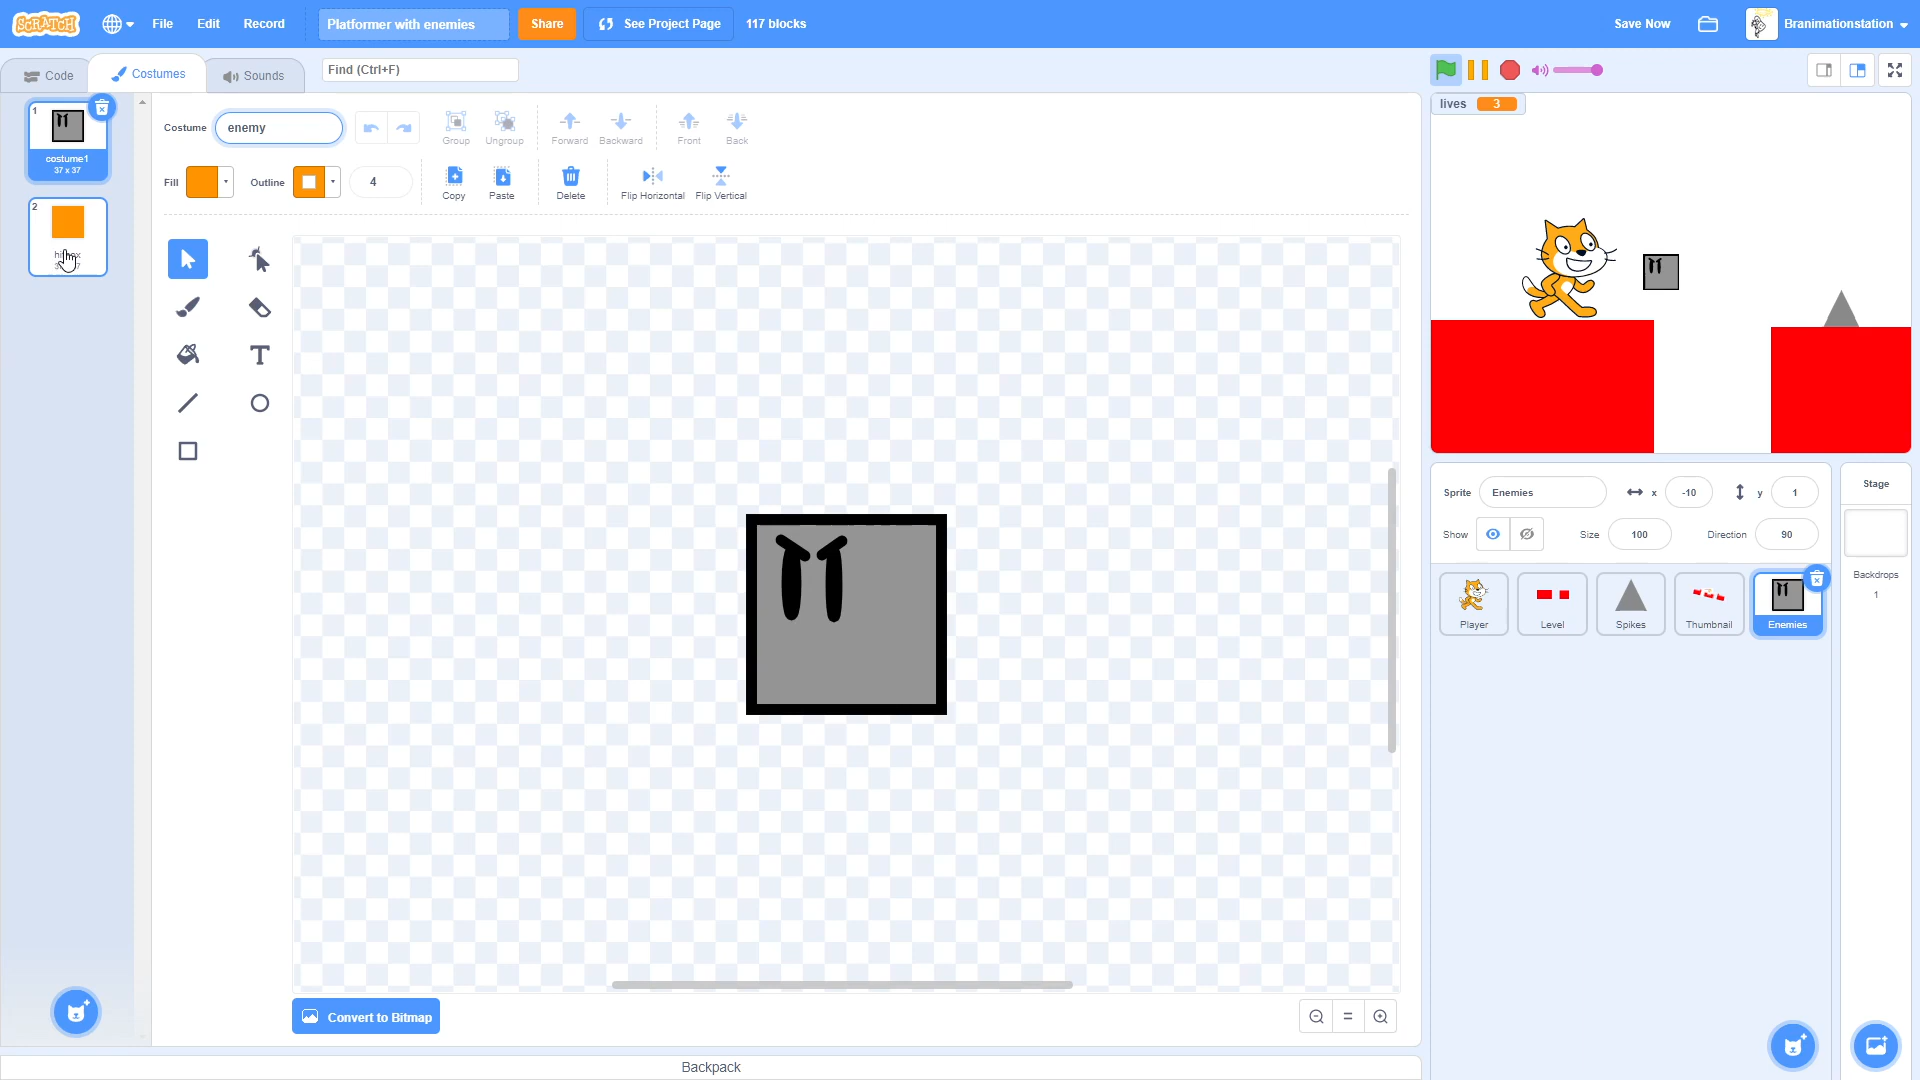 SCRATCH File Edit Record Platformer with enemies Share See Project Page 117 blocks Save Now Branimationstation
Code Costumes Sounds Find (Ctrl+F)
1
costume1
37 x 37
2
Costume enemy Group Ungroup Forward Backward Front Back
Fill Outline 4 Copy Paste Delete Flip Horizontal Flip Vertical
Convert to Bitmap
Backpack
lives 3
Sprite Enemies x -10 y 1
Show Size 100 Direction 90
Player Level Spikes Thumbnail Enemies
Stage
Backdrops
1